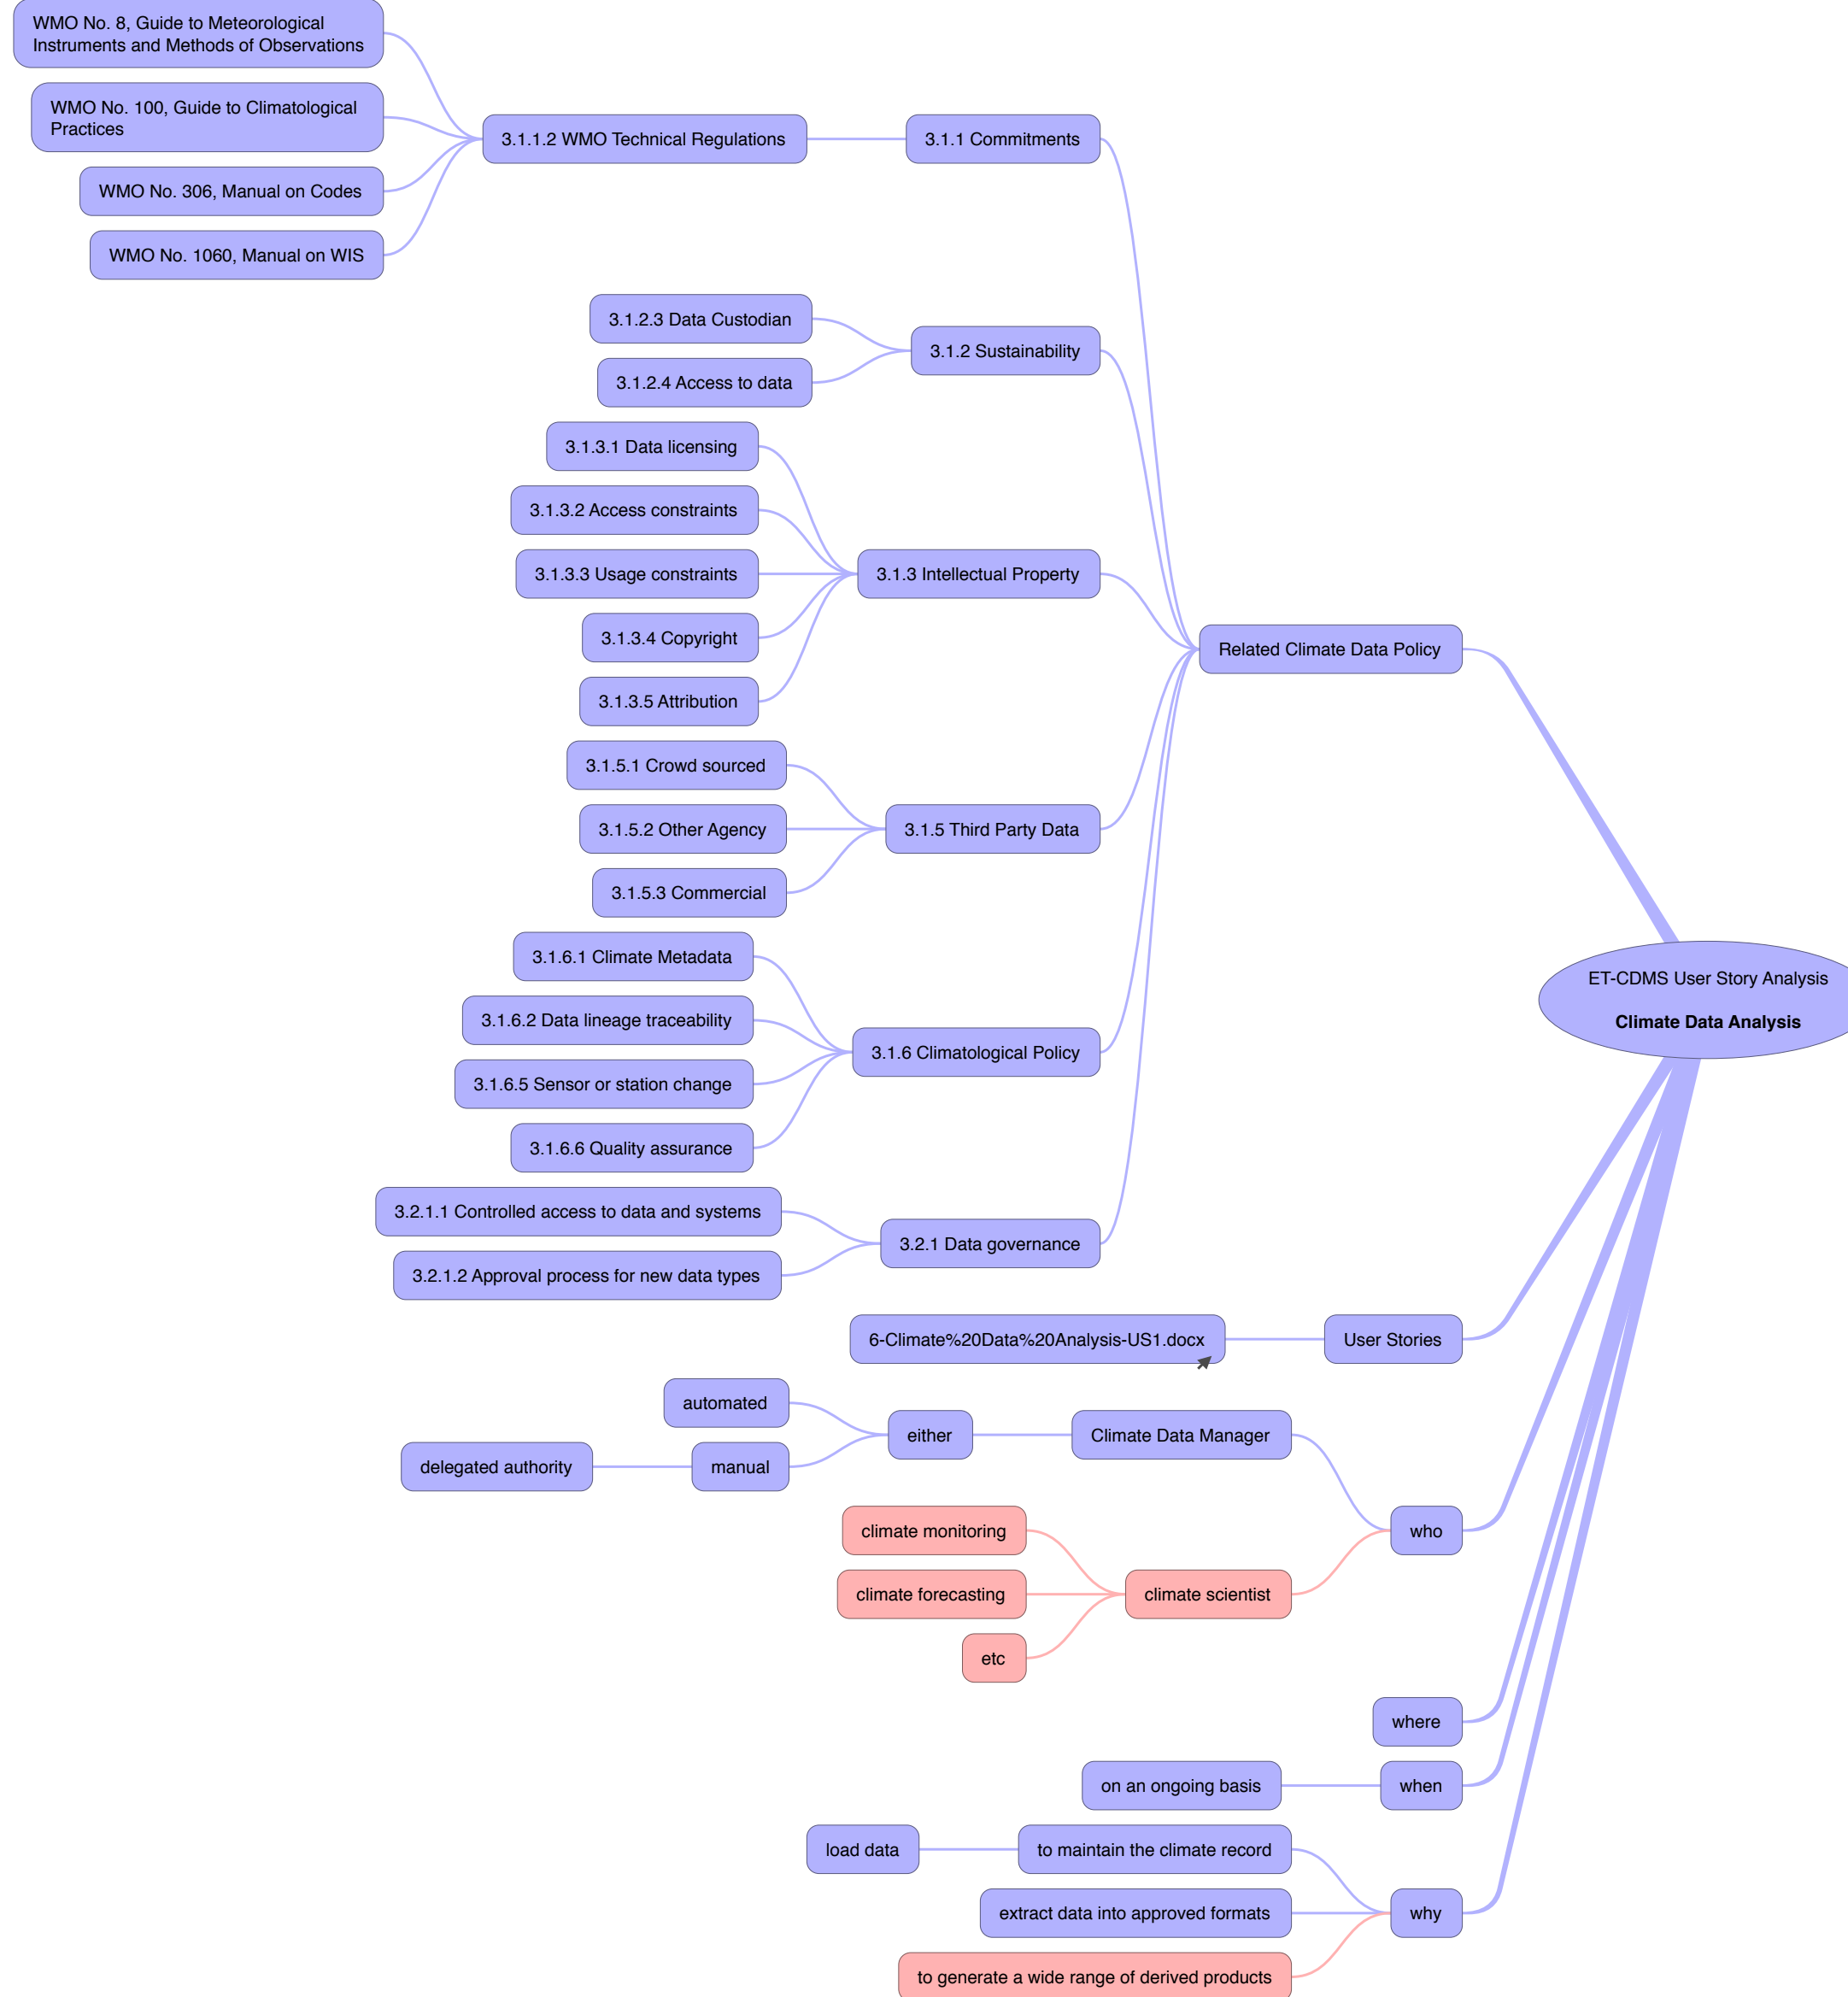 WMO No. 8, Guide to Meteorological
Instruments and Methods of Observations
WMO No. 100, Guide to Climatological
Practices
WMO No. 306, Manual on Codes
WMO No. 1060, Manual on WIS
3.1.1.2 WMO Technical Regulations
3.1.1 Commitments
3.1.2.3 Data Custodian
3.1.2.4 Access to data
3.1.2 Sustainability
3.1.3.1 Data licensing
3.1.3.2 Access constraints
3.1.3.3 Usage constraints
3.1.3.4 Copyright
3.1.3.5 Attribution
3.1.3 Intellectual Property
3.1.5.1 Crowd sourced
3.1.5.2 Other Agency
3.1.5.3 Commercial
3.1.5 Third Party Data
3.1.6.1 Climate Metadata
3.1.6.2 Data lineage traceability
3.1.6.5 Sensor or station change
3.1.6.6 Quality assurance
3.1.6 Climatological Policy
3.2.1.1 Controlled access to data and systems
3.2.1.2 Approval process for new data types
3.2.1 Data governance
Related Climate Data Policy
ET-CDMS User Story Analysis
Climate Data Analysis
6-Climate%20Data%20Analysis-US1.docx
User Stories
automated
delegated authority
manual
either
Climate Data Manager
climate monitoring
climate forecasting
etc
climate scientist
who
where
on an ongoing basis
when
load data
to maintain the climate record
extract data into approved formats
to generate a wide range of derived products
why